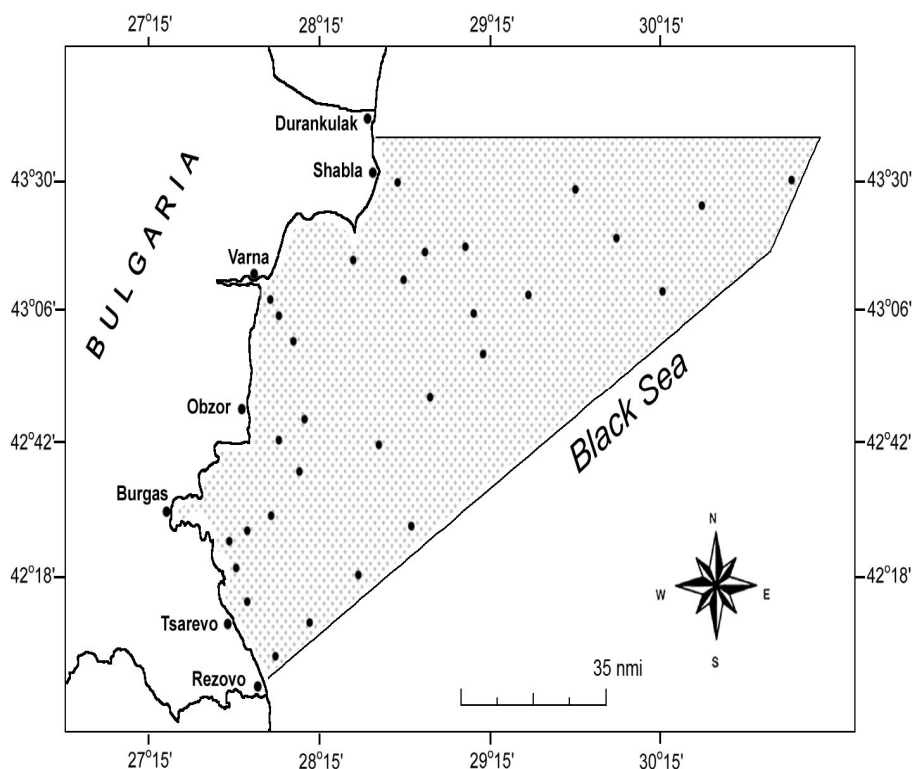 27°15' 28°15' 29°15' 30°15'
Durankulak
Shabla
43°30' 43°30'
BULGARIA
Varna
43°06' 43°06'
Obzor
42°42' 42°42'
Black Sea
Burgas
N
42°18' 42°18'
W E
Tsarevo
S
Rezovo
35 nmi
27°15' 28°15' 29°15' 30°15'